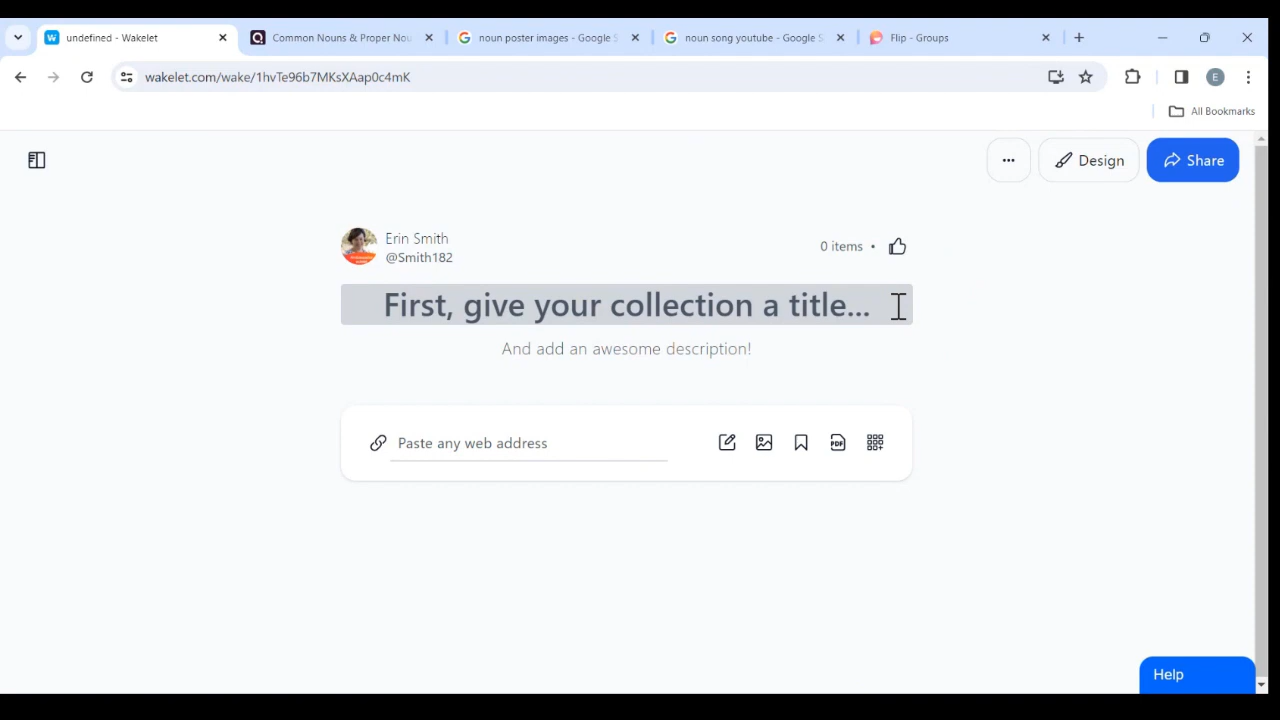 undefined - Wakelet
Common Nouns & Proper Nou
noun poster images - Google S
noun song youtube - Google S
Flip - Groups
wakelet.com/wake/1hvTe96b7MKsXAap0c4mK
E
All Bookmarks
Design
Share
Erin Smith
@Smith182
0 items •
First, give your collection a title...
And add an awesome description!
Paste any web address
PDF
Help